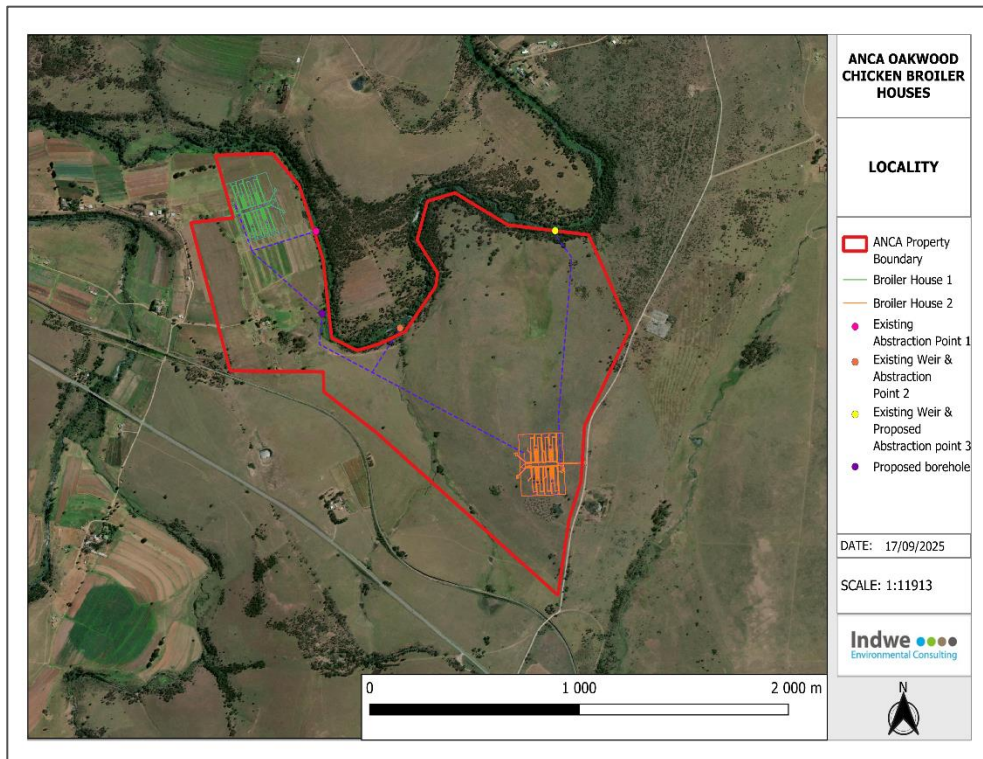 ANCA OAKWOOD
CHICKEN BROILER
HOUSES
LOCALITY
ANCA Property
Boundary
Broiler House 1
Broiler House 2
Existing
Abstraction Point 1
Existing Weir &
Abstraction
Point 2
Existing Weir &
Proposed
Abstraction point 3
Proposed borehole
DATE: 17/09/2025
SCALE: 1:11913
Indwe
Environmental Consulting
N
0 1 000 2 000 m